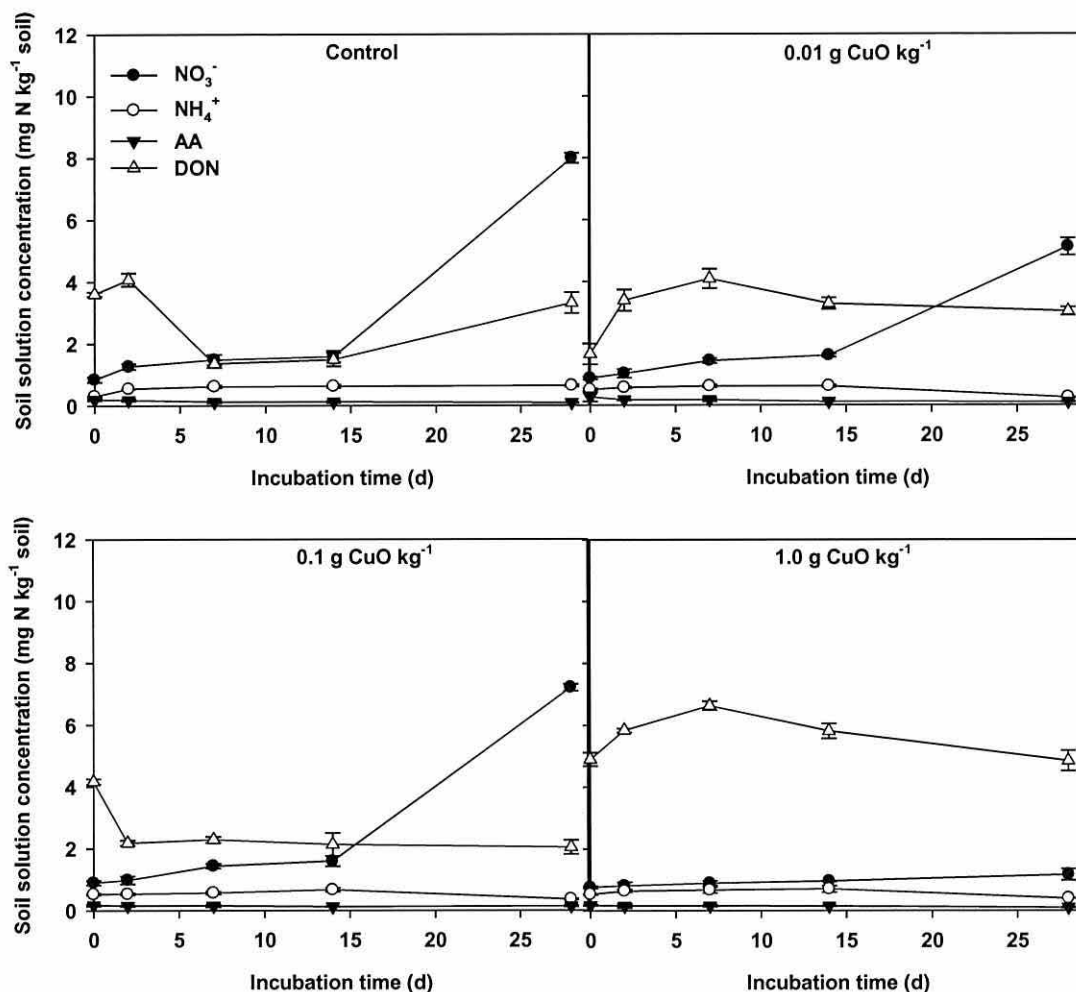 Soil solution concentration (mg N kg⁻¹ soil)
12
10
8
6
4
2
0
Control
NO₃⁻
NH₄⁺
AA
DON
0 5 10 15 20 25
Incubation time (d)
0.01 g CuO kg⁻¹
0 5 10 15 20 25
Incubation time (d)
Soil solution concentration (mg N kg⁻¹ soil)
12
10
8
6
4
2
0
0.1 g CuO kg⁻¹
0 5 10 15 20 25
Incubation time (d)
1.0 g CuO kg⁻¹
0 5 10 15 20 25
Incubation time (d)